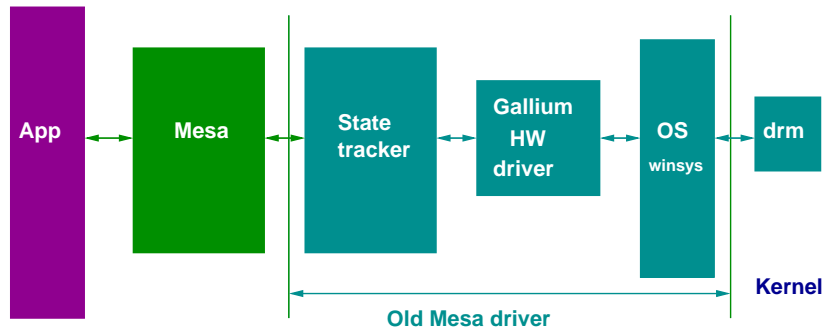 App
Mesa
State
tracker
Gallium
HW
driver
OS
winsys
drm
Kernel
Old Mesa driver